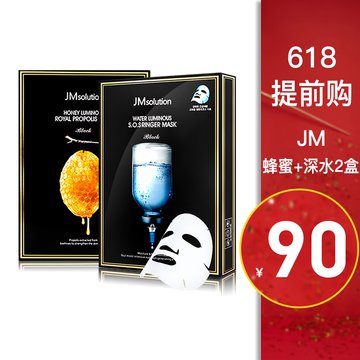 618
提前购
JM
蜂蜜+深水2盒
¥90
JMsolution
HONEY LUMINOUS
ROYAL PROPOLIS
Black
JMsolution
WATER LUMINOUS
S.O.S RINGER MASK
Black